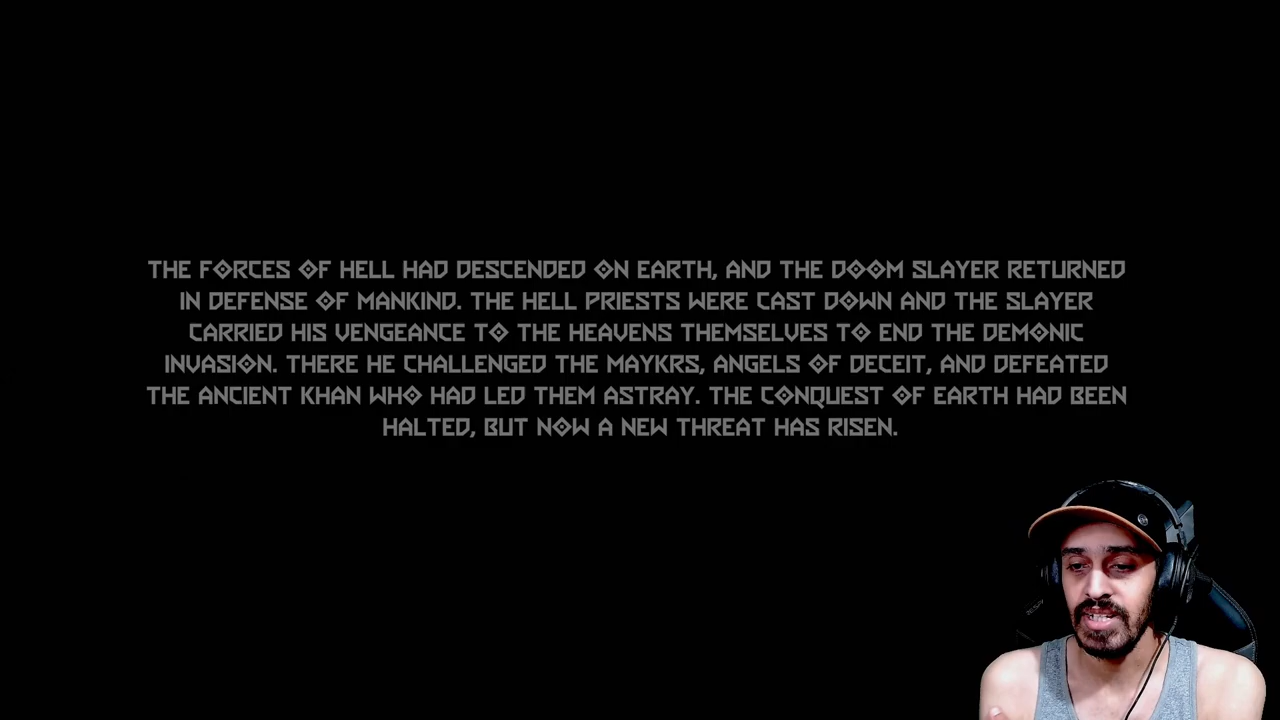 THE FORCES OF HELL HAD DESCENDED ON EARTH, AND THE DOOM SLAYER RETURNED
IN DEFENSE OF MANKIND. THE HELL PRIESTS WERE CAST DOWN AND THE SLAYER
CARRIED HIS VENGEANCE TO THE HEAVENS THEMSELVES TO END THE DEMONIC
INVASION. THERE HE CHALLENGED THE MAYKRS, ANGELS OF DECEIT, AND DEFEATED
THE ANCIENT KHAN WHO HAD LED THEM ASTRAY. THE CONQUEST OF EARTH HAD BEEN
HALTED, BUT NOW A NEW THREAT HAS RISEN.